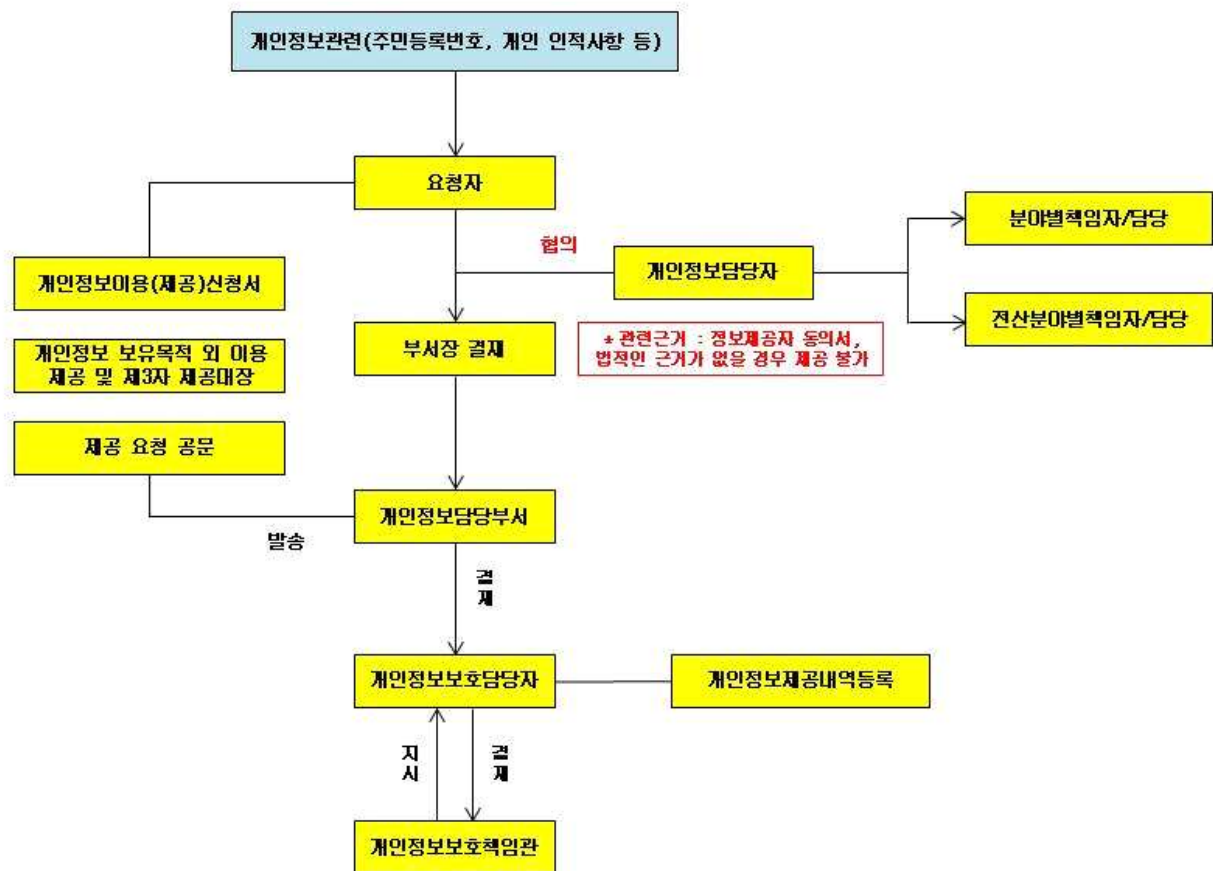 개인정보관련(주민등록번호, 개인 인적사항 등)
요청자
분야별책임자/담당
협의
개인정보담당자
개인정보이용(제공)신청서
전산분야별책임자/담당
부서장 결재
* 관련근거 : 정보제공자 동의서,
법적인 근거가 없을 경우 제공 불가
개인정보 보유목적 외 이용
제공 및 제3자 제공대장
제공 요청 공문
개인정보담당부서
발송
결
재
개인정보보호담당자
개인정보제공내역등록
지
시
결
재
개인정보보호책임관